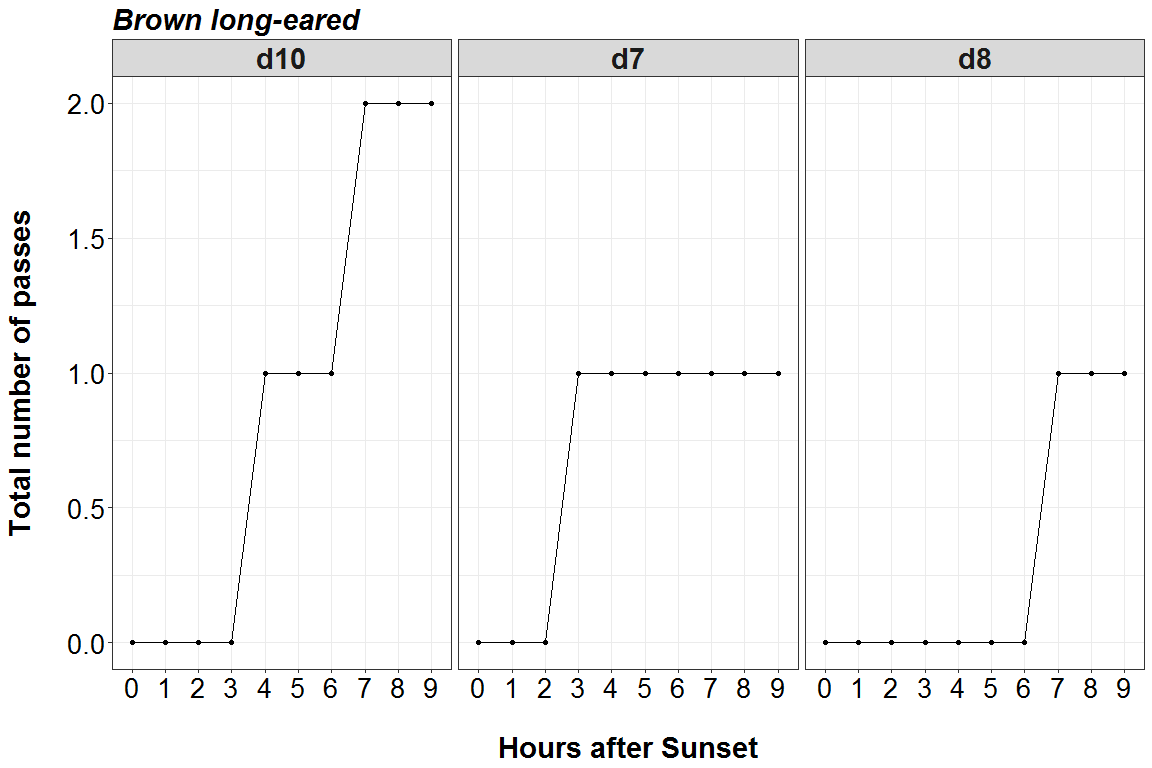 Brown long-eared
d10 d7 d8
2.0
1.5
1.0
0.5
0.0
Total number of passes
0 1 2 3 4 5 6 7 8 9 0 1 2 3 4 5 6 7 8 9 0 1 2 3 4 5 6 7 8 9
Hours after Sunset